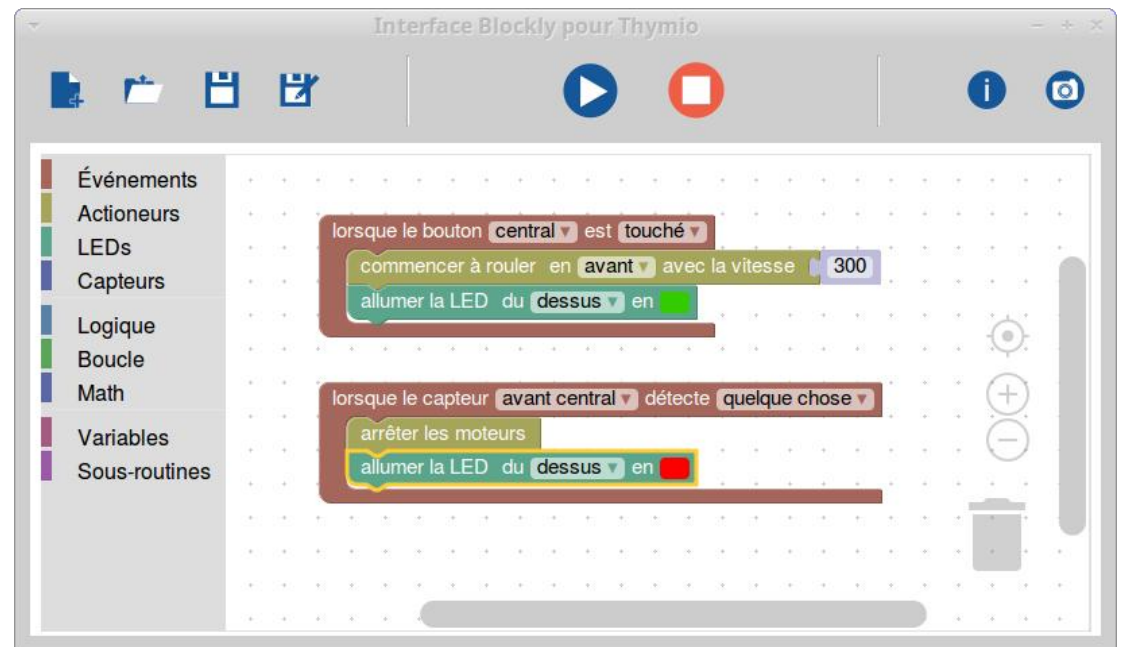 Interface Blockly pour Thymio
Événements
Actioneurs
LEDs
Capteurs
Logique
Boucle
Math
Variables
Sous-routines
lorsque le bouton central est touché
commencer à rouler en avant avec la vitesse 300
allumer la LED du dessus en
lorsque le capteur avant central détecte quelque chose
arrêter les moteurs
allumer la LED du dessus en